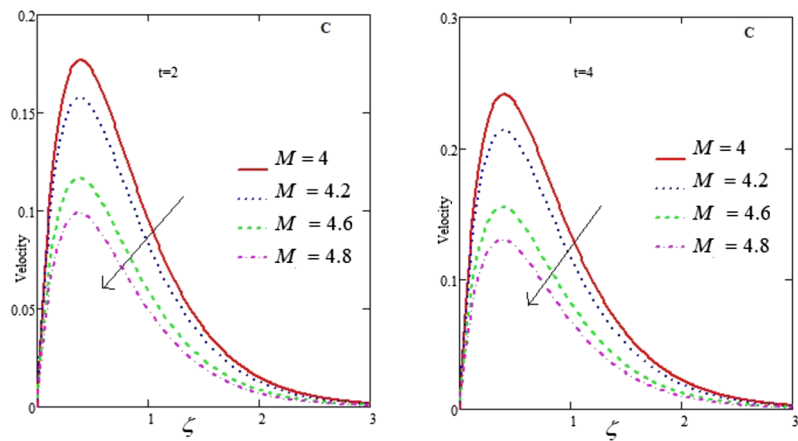 0.2
C
t=2
0.15
M = 4
M = 4.2
0.1
M = 4.6
M = 4.8
Velocity
0.05
0
1
2
3
ζ
0.3
C
t=4
0.2
M = 4
M = 4.2
M = 4.6
M = 4.8
Velocity
0.1
0
0
1
2
3
ζ